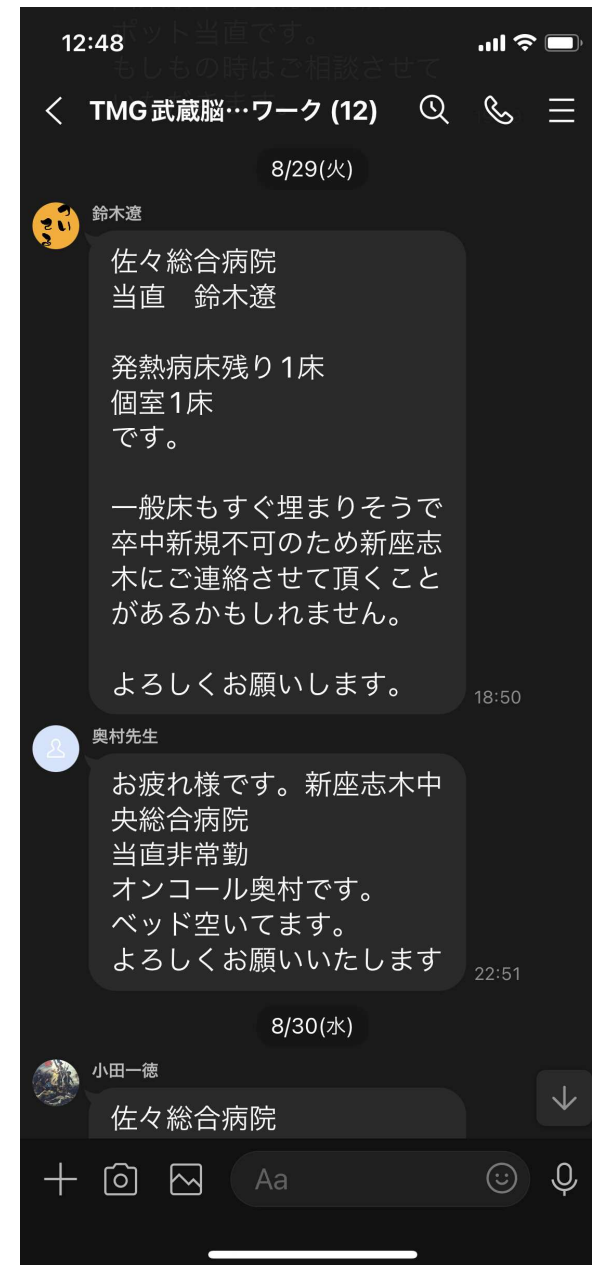 ポット当直です。
12:48
もしもの時はご相談させて
TMG武蔵脳…ワーク (12)
8/29(火)
鈴木遼
佐々総合病院
当直　鈴木遼
発熱病床残り1床
個室1床
です。
一般床もすぐ埋まりそうで
卒中新規不可のため新座志
木にご連絡させて頂くこと
があるかもしれません。
よろしくお願いします。
18:50
奥村先生
お疲れ様です。新座志木中
央総合病院
当直非常勤
オンコール奥村です。
ベッド空いてます。
よろしくお願いいたします
22:51
8/30(水)
小田一徳
佐々総合病院
Aa